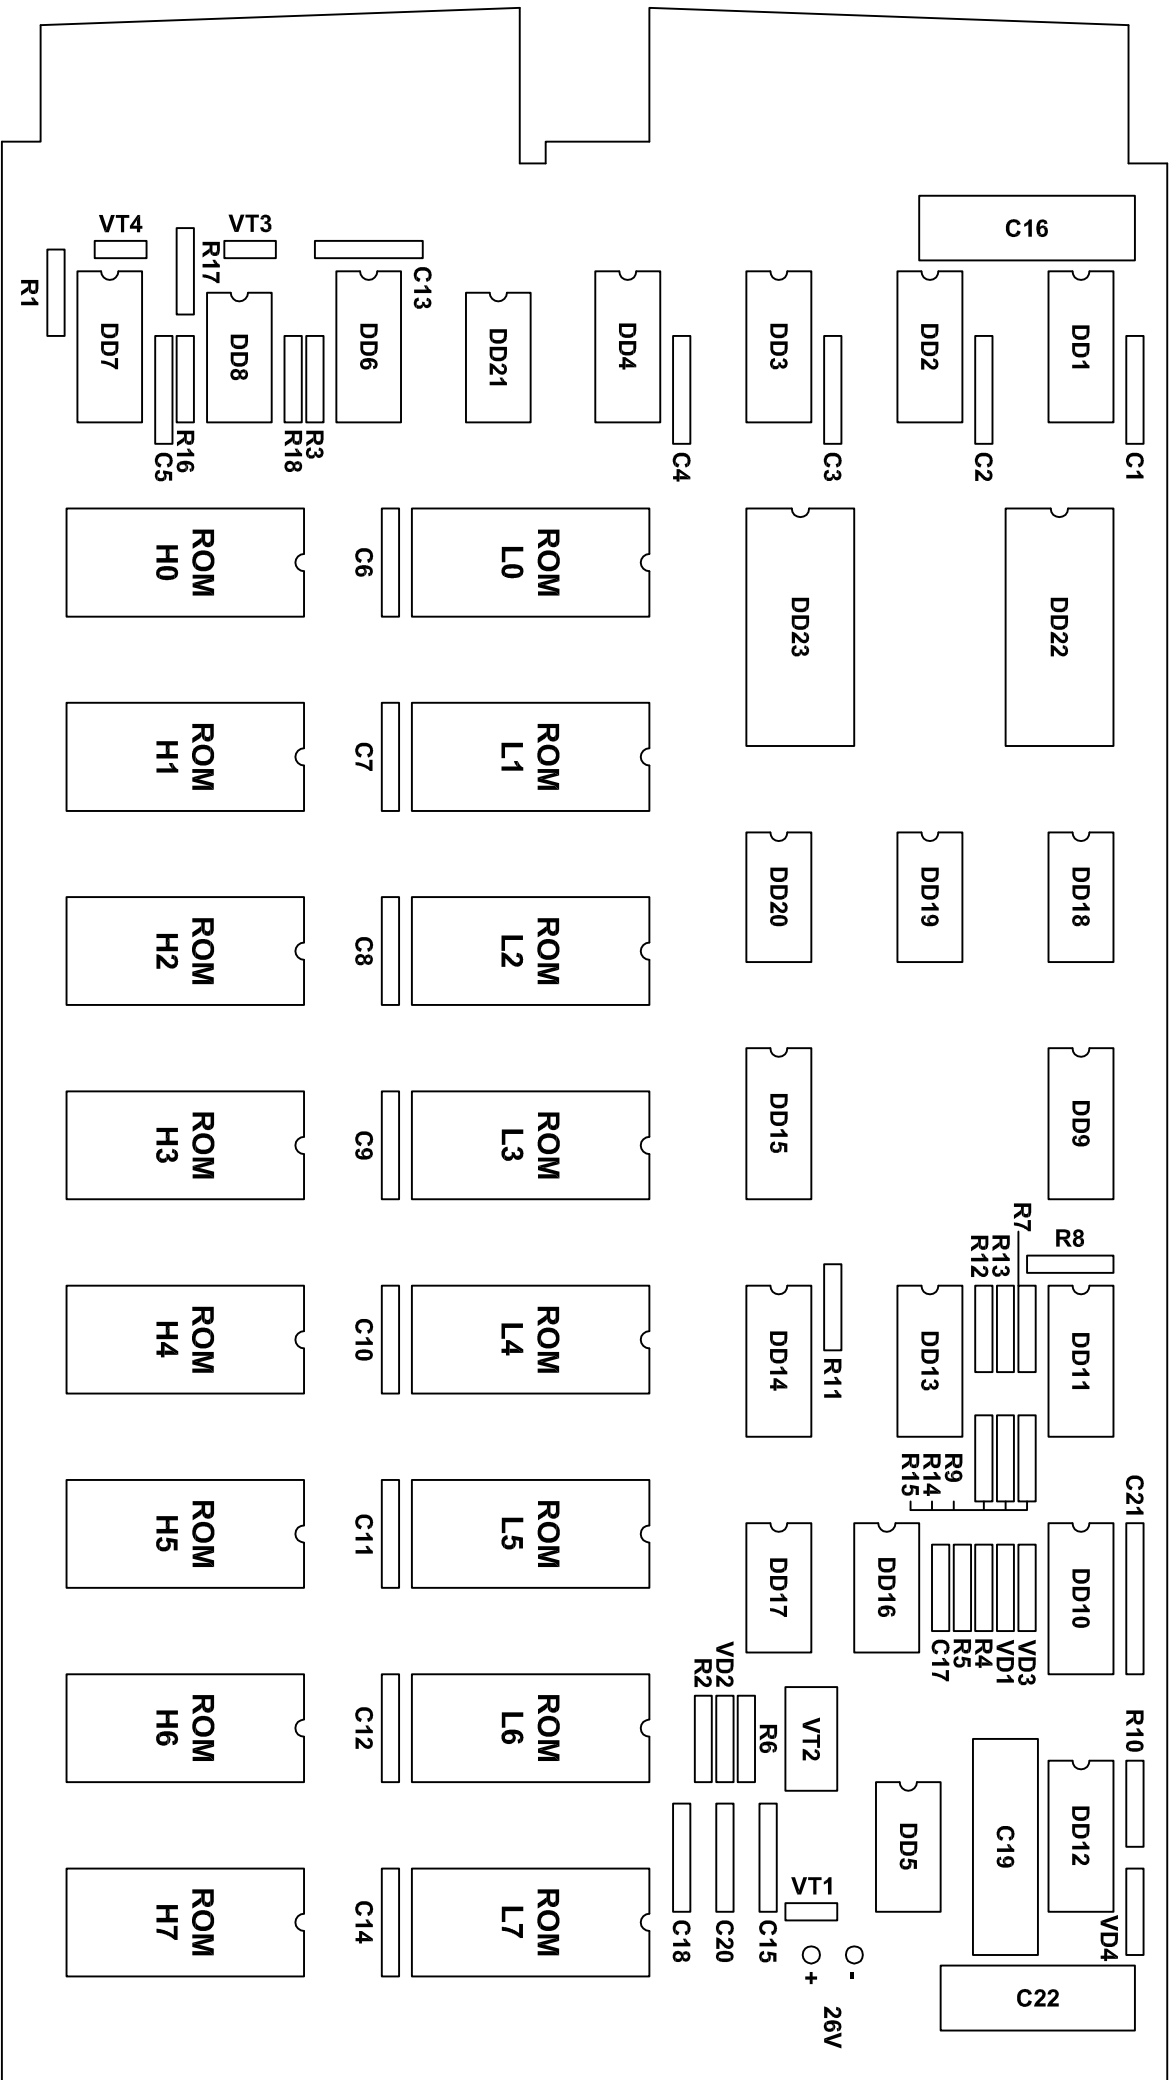 C16
VT4
VT3
R17
C13
R1
DD7
DD8
DD6
DD21
DD4
DD3
DD2
DD1
R16
C5
R18
R3
C4
C3
C2
C1
ROM
H0
C6
ROM
L0
DD23
DD22
ROM
H1
C7
ROM
L1
DD20
DD19
DD18
ROM
H2
C8
ROM
L2
ROM
H3
C9
ROM
L3
DD15
DD9
R7
R8
R12
R13
ROM
H4
C10
ROM
L4
DD14
R11
DD13
DD11
R15
R14
R9
C21
ROM
H5
C11
ROM
L5
DD17
DD16
DD10
C17
R5
R4
VD1
VD3
R2
VD2
R6
VT2
R10
ROM
H6
C12
ROM
L6
DD5
C19
DD12
VT1
VD4
ROM
H7
C14
ROM
L7
C18
C20
C15
+
-
26V
C22